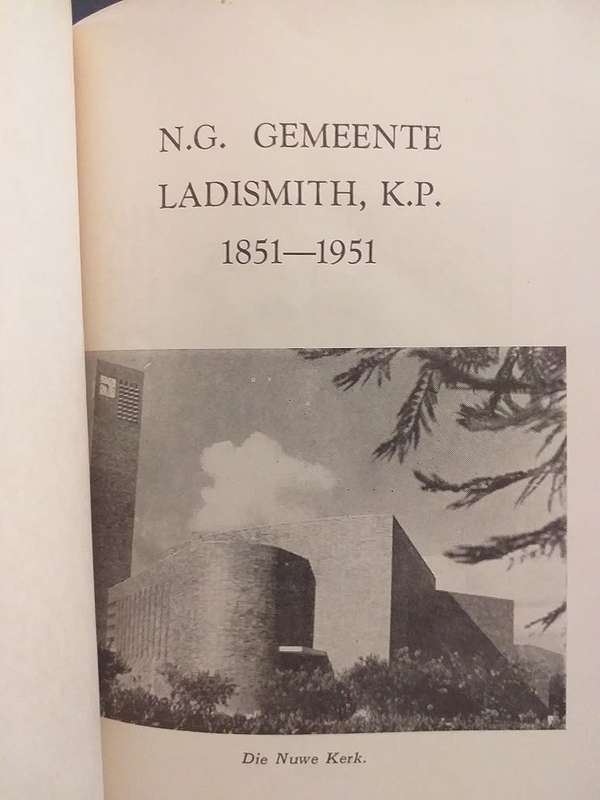 N.G. GEMEENTE
LADISMITH, K.P.
1851—1951
Die Nuwe Kerk.